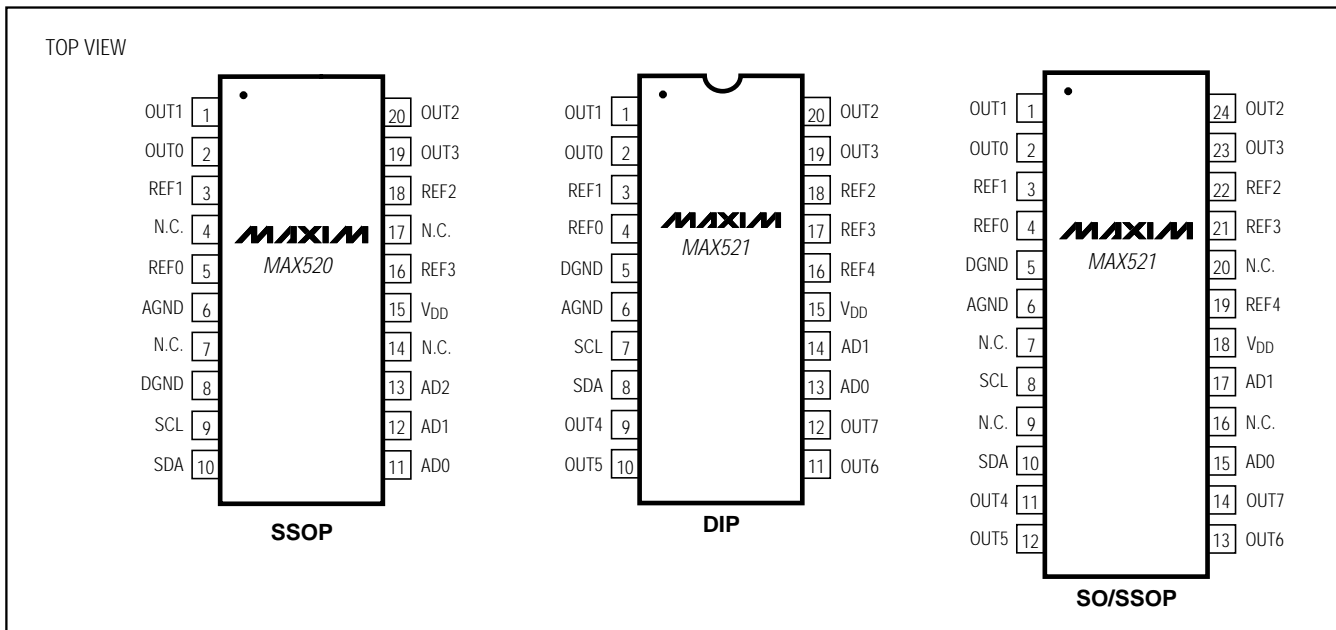 TOP VIEW
OUT1 1
OUT0 2
REF1 3
N.C. 4
REF0 5
AGND 6
N.C. 7
DGND 8
SCL 9
SDA 10
MAXIM
MAX520
20 OUT2
19 OUT3
18 REF2
17 N.C.
16 REF3
15 VDD
14 N.C.
13 AD2
12 AD1
11 AD0
SSOP
OUT1 1
OUT0 2
REF1 3
REF0 4
DGND 5
AGND 6
SCL 7
SDA 8
OUT4 9
OUT5 10
MAXIM
MAX521
20 OUT2
19 OUT3
18 REF2
17 REF3
16 REF4
15 VDD
14 AD1
13 AD0
12 OUT7
11 OUT6
DIP
OUT1 1
OUT0 2
REF1 3
REF0 4
DGND 5
AGND 6
N.C. 7
SCL 8
N.C. 9
SDA 10
OUT4 11
OUT5 12
MAXIM
MAX521
24 OUT2
23 OUT3
22 REF2
21 REF3
20 N.C.
19 REF4
18 VDD
17 AD1
16 N.C.
15 AD0
14 OUT7
13 OUT6
SO/SSOP